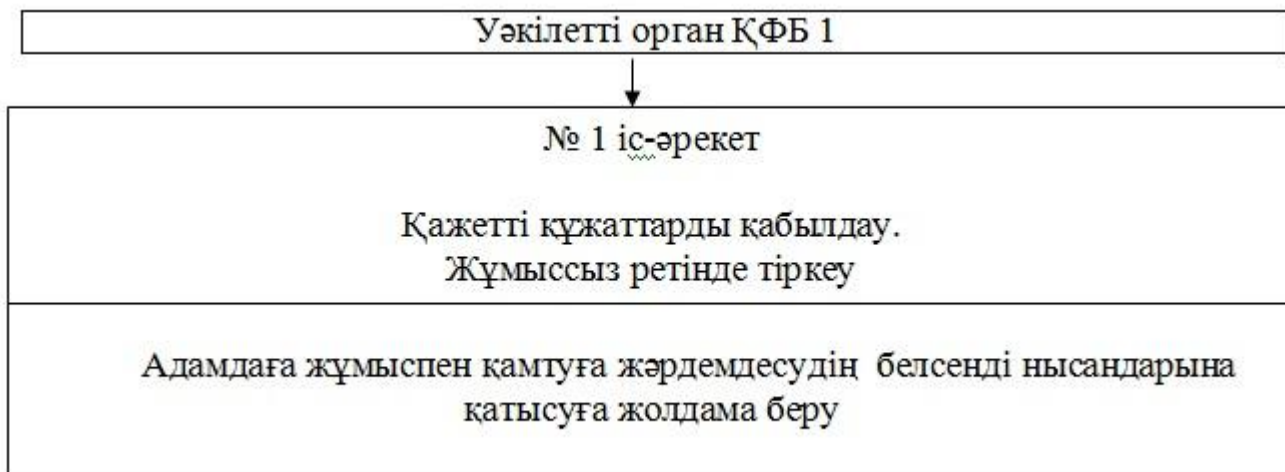 Уәкілетті орган ҚФБ 1
№ 1 іс-әрекет
Қажетті құжаттарды қабылдау.
Жұмыссыз ретінде тіркеу
Адамдаға жұмыспен қамтуға жәрдемдесудің белсенді нысандарына
қатысуға жолдама беру